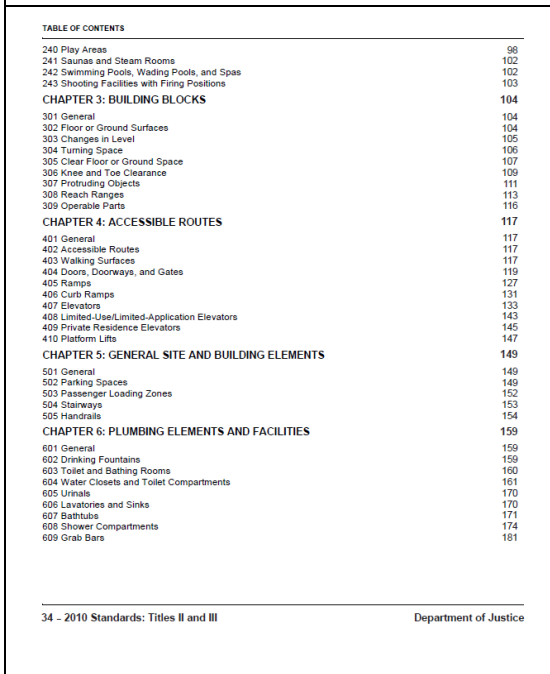 TABLE OF CONTENTS
240 Play Areas 98
241 Saunas and Steam Rooms 102
242 Swimming Pools, Wading Pools, and Spas 102
243 Shooting Facilities with Firing Positions 103
CHAPTER 3: BUILDING BLOCKS 104
301 General 104
302 Floor or Ground Surfaces 104
303 Changes in Level 105
304 Turning Space 106
305 Clear Floor or Ground Space 107
306 Knee and Toe Clearance 109
307 Protruding Objects 111
308 Reach Ranges 113
309 Operable Parts 116
CHAPTER 4: ACCESSIBLE ROUTES 117
401 General 117
402 Accessible Routes 117
403 Walking Surfaces 117
404 Doors, Doorways, and Gates 119
405 Ramps 127
406 Curb Ramps 131
407 Elevators 133
408 Limited-Use/Limited-Application Elevators 143
409 Private Residence Elevators 145
410 Platform Lifts 147
CHAPTER 5: GENERAL SITE AND BUILDING ELEMENTS 149
501 General 149
502 Parking Spaces 149
503 Passenger Loading Zones 152
504 Stairways 153
505 Handrails 154
CHAPTER 6: PLUMBING ELEMENTS AND FACILITIES 159
601 General 159
602 Drinking Fountains 159
603 Toilet and Bathing Rooms 160
604 Water Closets and Toilet Compartments 161
605 Urinals 170
606 Lavatories and Sinks 170
607 Bathtubs 171
608 Shower Compartments 174
609 Grab Bars 181
34 - 2010 Standards: Titles II and III Department of Justice